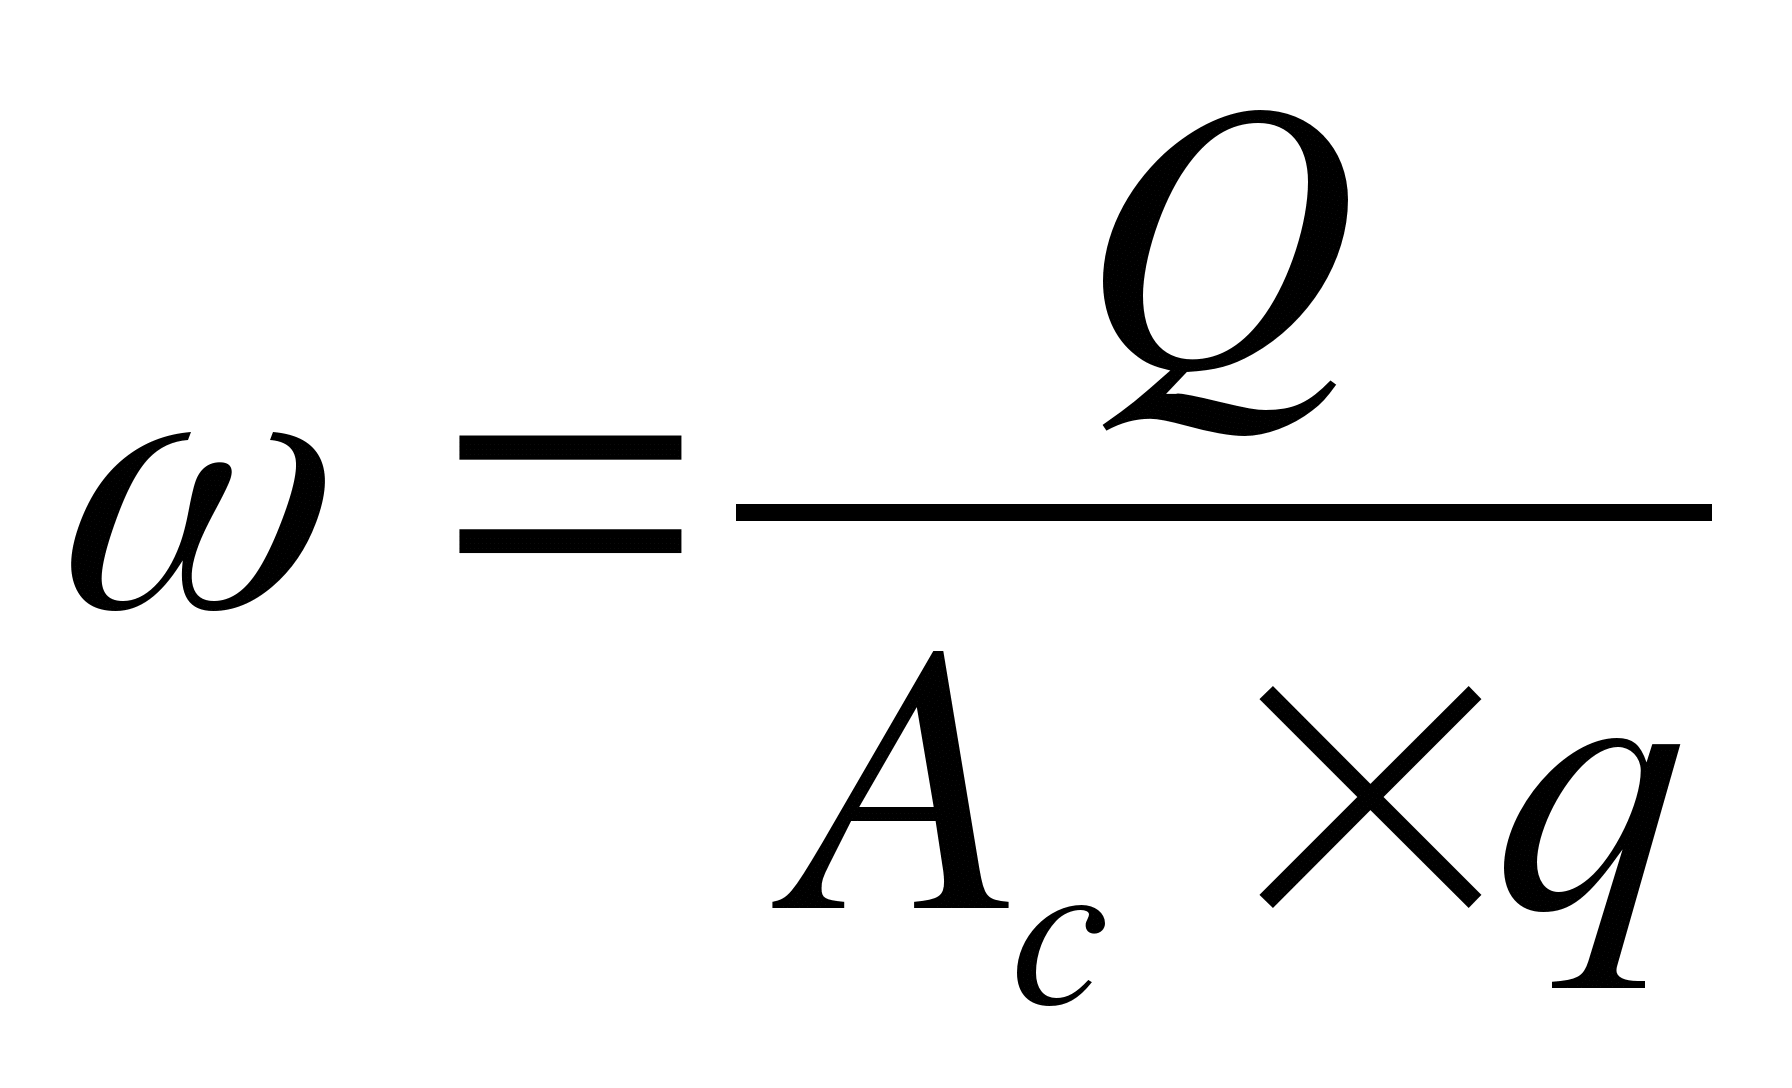 ω = Q / (A_c × q)